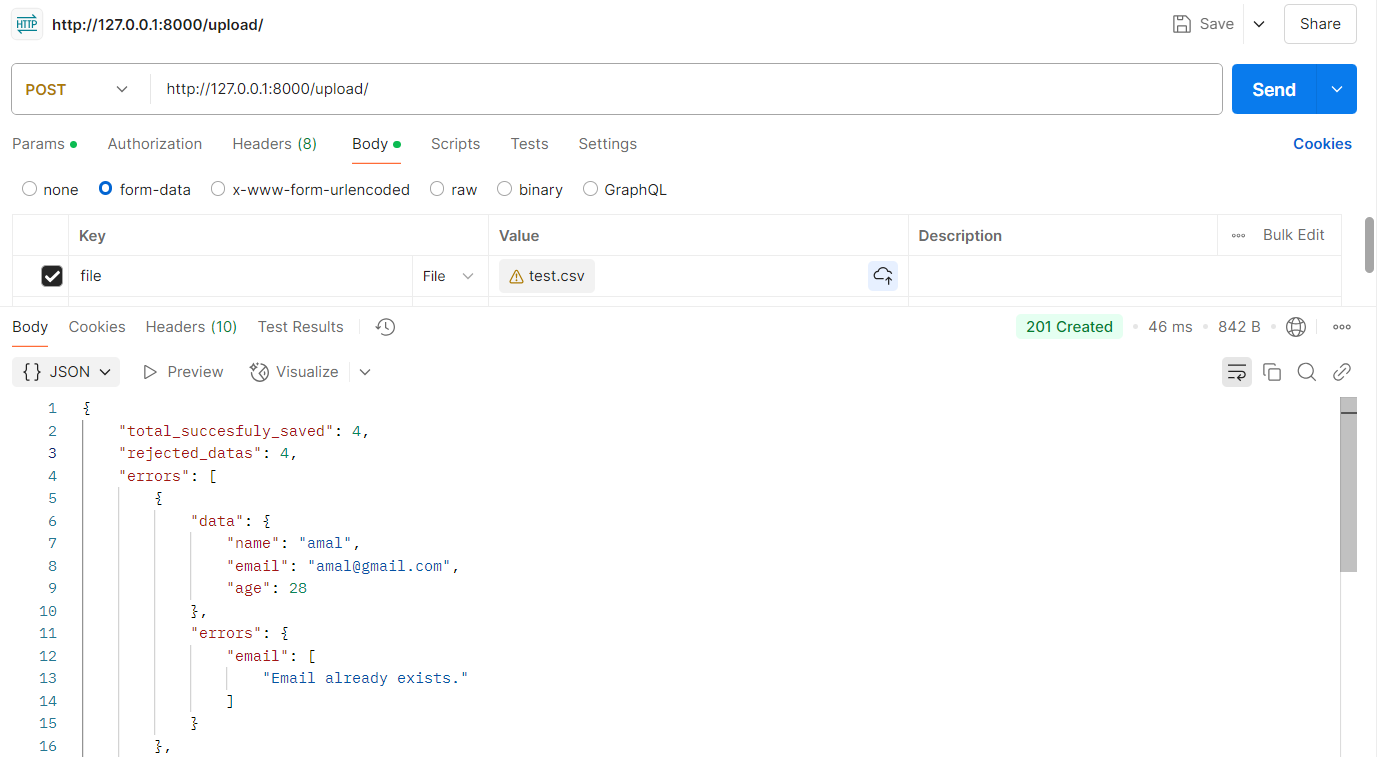 HTTP http://127.0.0.1:8000/upload/ Save Share
POST http://127.0.0.1:8000/upload/ Send
Params Authorization Headers (8) Body Scripts Tests Settings Cookies
none form-data x-www-form-urlencoded raw binary GraphQL
Key Value Description Bulk Edit
file File test.csv
Body Cookies Headers (10) Test Results 201 Created 46 ms 842 B
{} JSON Preview Visualize
1 {
2 "total_succesfuly_saved": 4,
3 "rejected_datas": 4,
4 "errors": [
5 {
6 "data": {
7 "name": "amal",
8 "email": "amal@gmail.com",
9 "age": 28
10 },
11 "errors": {
12 "email": [
13 "Email already exists."
14 ]
15 }
16 },